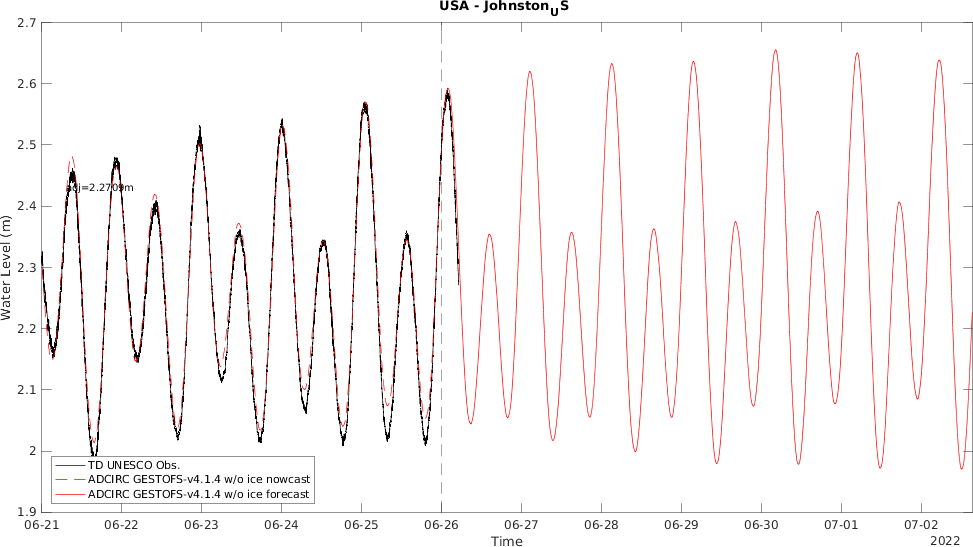 USA - Johnston_US
2.7
2.6
2.5
2.4
2.3
2.2
2.1
2
1.9
Water Level (m)
adj=2.2709m
TD UNESCO Obs.
ADCIRC GESTOFS-v4.1.4 w/o ice nowcast
ADCIRC GESTOFS-v4.1.4 w/o ice forecast
06-21 06-22 06-23 06-24 06-25 06-26 06-27 06-28 06-29 06-30 07-01 07-02
Time
2022